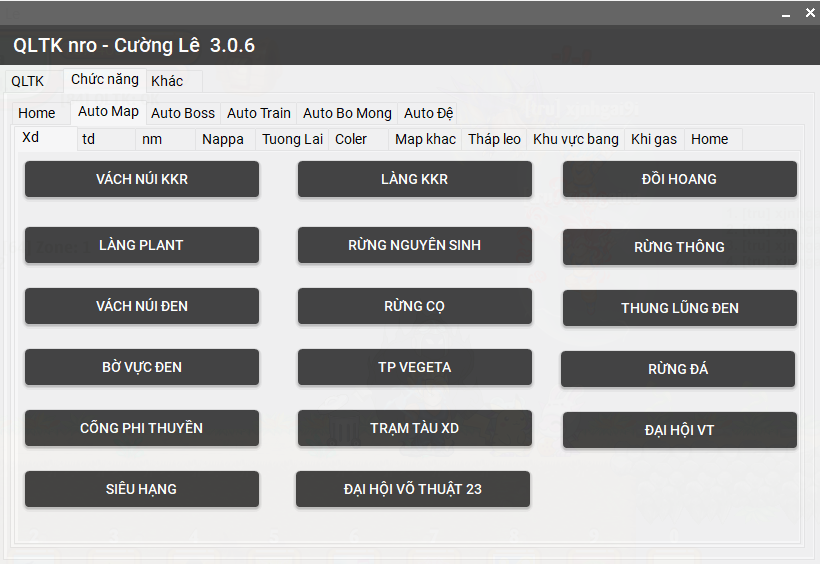 QLTK nro - Cường Lê 3.0.6
QLTK Chức năng Khác
Home Auto Map Auto Boss Auto Train Auto Bo Mong Auto Đệ
Xd td nm Nappa Tuong Lai Coler Map khac Tháp leo Khu vực bang Khi gas Home
VÁCH NÚI KKR LÀNG KKR ĐỒI HOANG
LÀNG PLANT RỪNG NGUYÊN SINH RỪNG THÔNG
VÁCH NÚI ĐEN RỪNG CỌ THUNG LŨNG ĐEN
BỜ VỰC ĐEN TP VEGETA RỪNG ĐÁ
CỔNG PHI THUYỀN TRẠM TÀU XD ĐẠI HỘI VT
SIÊU HẠNG ĐẠI HỘI VÕ THUẬT 23